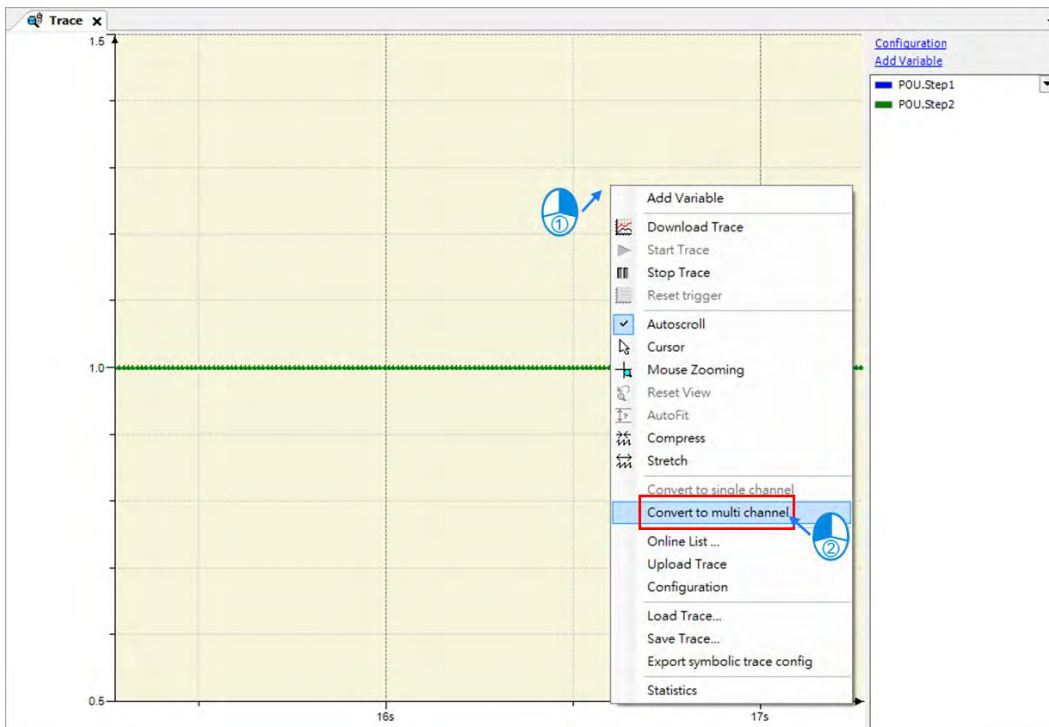 Trace
1.5
1.0
0.5
16s
17s
Configuration
Add Variable
POU.Step1
POU.Step2
①
Add Variable
Download Trace
Start Trace
Stop Trace
Reset trigger
Autoscroll
Cursor
Mouse Zooming
Reset View
AutoFit
Compress
Stretch
Convert to single channel
Convert to multi channel
②
Online List ...
Upload Trace
Configuration
Load Trace...
Save Trace...
Export symbolic trace config
Statistics